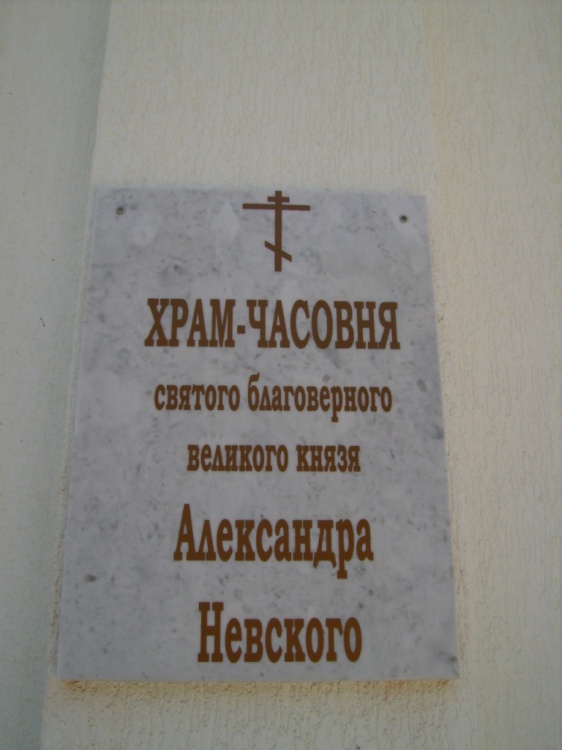 ХРАМ-ЧАСОВНЯ
святого благоверного
великого князя
Александра
Невского